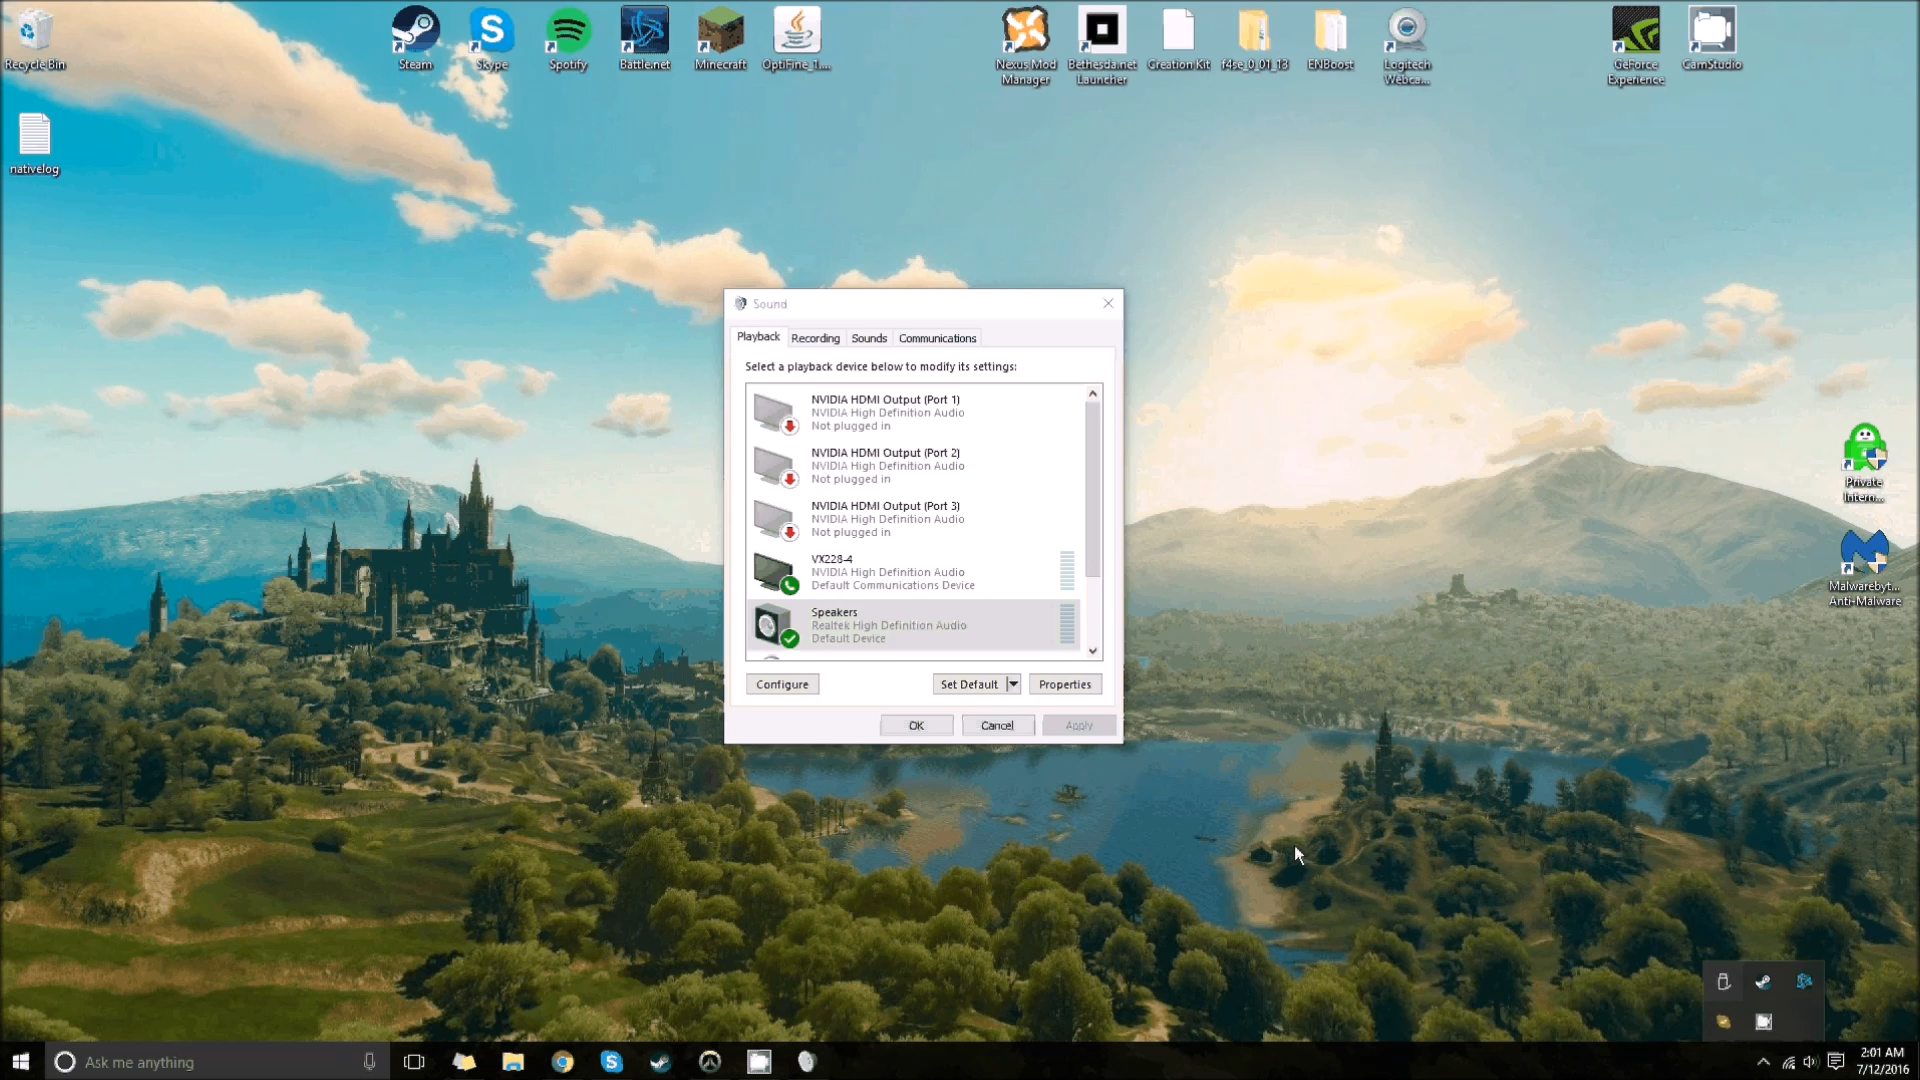 Recycle Bin
Steam
Skype
Spotify
Battle.net
Minecraft
OptiFine_1....
Nexus Mod
Manager
Bethesda.net
Launcher
Creation Kit
f4se_0_01_13
ENBoost
Logitech
Webca...
GeForce
Experience
CamStudio
nativelog
Private
Intern...
Malwarebyt...
Anti-Malware
Sound
Playback
Recording
Sounds
Communications
Select a playback device below to modify its settings:
NVIDIA HDMI Output (Port 1)
NVIDIA High Definition Audio
Not plugged in
NVIDIA HDMI Output (Port 2)
NVIDIA High Definition Audio
Not plugged in
NVIDIA HDMI Output (Port 3)
NVIDIA High Definition Audio
Not plugged in
VX228-4
NVIDIA High Definition Audio
Default Communications Device
Speakers
Realtek High Definition Audio
Default Device
Configure
Set Default
Properties
OK
Cancel
Apply
Ask me anything
2:01 AM
7/12/2016